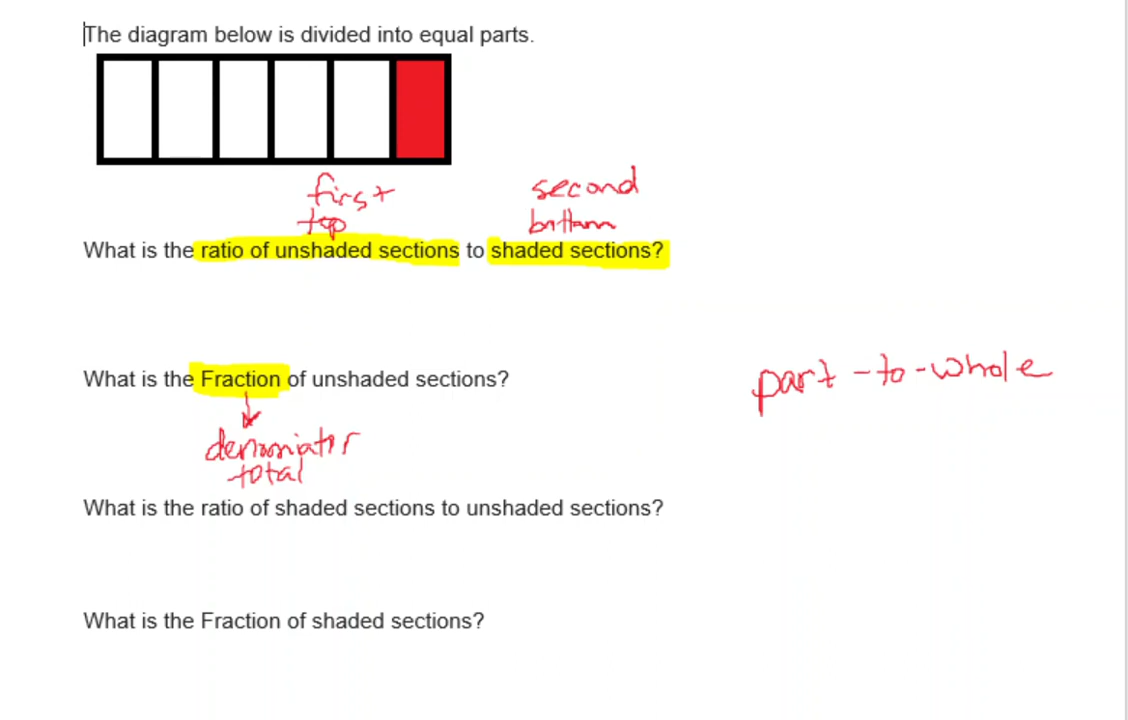 The diagram below is divided into equal parts.
first
second
top
bottom
What is the ratio of unshaded sections to shaded sections?
What is the Fraction of unshaded sections?
part-to-whole
denominator
total
What is the ratio of shaded sections to unshaded sections?
What is the Fraction of shaded sections?